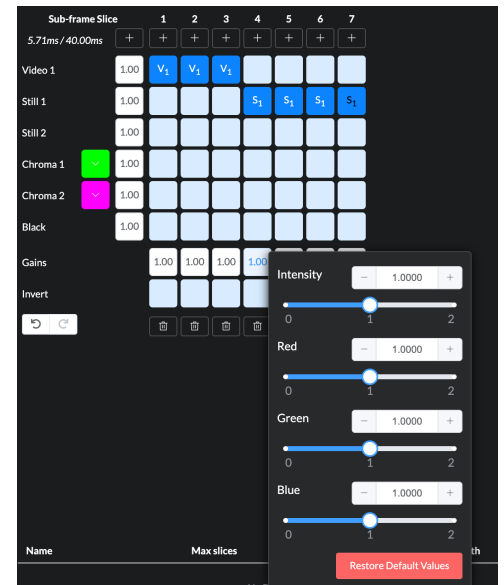 Sub-frame Slice 1 2 3 4 5 6 7
5.71ms / 40.00ms + + + + + + + +
Video 1 1.00 V1 V1 V1
Still 1 1.00 S1 S1 S1 S1
Still 2 1.00
Chroma 1 1.00
Chroma 2 1.00
Black 1.00
Gains 1.00 1.00 1.00 1.00
Invert
Intensity − 1.0000 +
0 1 2
Red − 1.0000 +
0 1 2
Green − 1.0000 +
0 1 2
Blue − 1.0000 +
0 1 2
Restore Default Values
Name Max slices